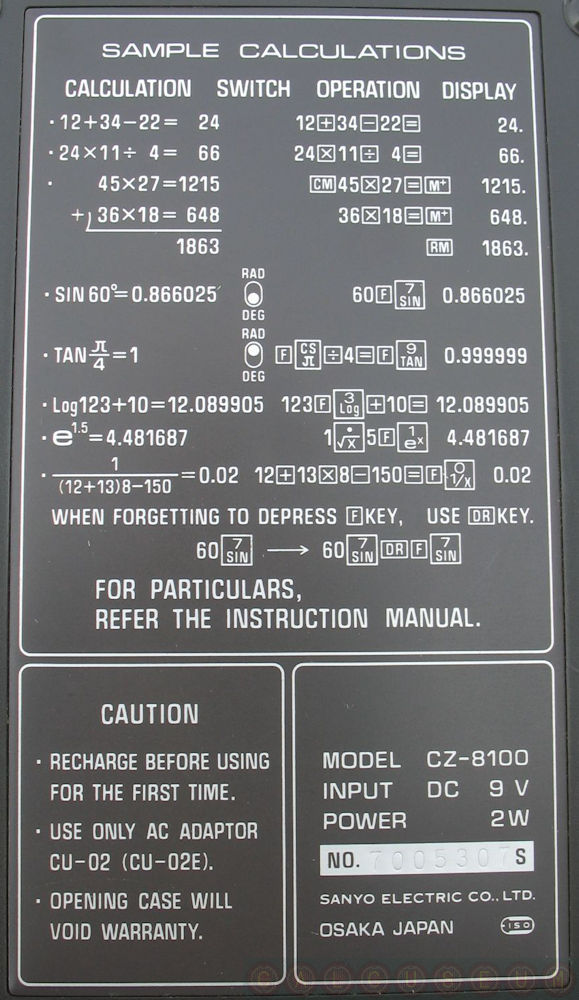 SAMPLE CALCULATIONS
CALCULATION SWITCH OPERATION DISPLAY
·12+34−22= 24 12[+]34[−]22[=] 24.
·24×11÷ 4= 66 24[×]11[÷] 4[=] 66.
· 45×27=1215 [CM]45[×]27[=][M+] 1215.
+) 36×18= 648 36[×]18[=][M+] 648.
1863 [RM] 1863.
RAD
·SIN 60°=0.866025 60[F][7 SIN] 0.866025
DEG
RAD
·TAN π/4=1 [F][CS π][÷]4[=][F][9 TAN] 0.999999
DEG
·Log123+10=12.089905 123[F][3 LOG][+]10[=] 12.089905
·e^1.5=4.481687 1[· √x]5[F][1 e^x] 4.481687
·1/((12+13)8−150)=0.02 12[+]13[×]8[−]150[=][F][0 1/X] 0.02
WHEN FORGETTING TO DEPRESS [F]KEY, USE [DR]KEY.
60[7 SIN] → 60[7 SIN][DR][F][7 SIN]
FOR PARTICULARS,
REFER THE INSTRUCTION MANUAL.
CAUTION
·RECHARGE BEFORE USING
FOR THE FIRST TIME.
·USE ONLY AC ADAPTOR
CU-02 (CU-02E).
·OPENING CASE WILL
VOID WARRANTY.
MODEL CZ-8100
INPUT DC 9 V
POWER 2W
NO. 7005307S
SANYO ELECTRIC CO., LTD.
OSAKA JAPAN ISO